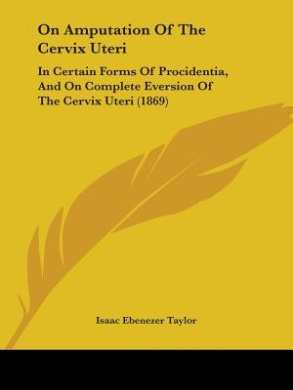 On Amputation Of The
Cervix Uteri
In Certain Forms Of Procidentia,
And On Complete Eversion Of
The Cervix Uteri (1869)
Isaac Ebenezer Taylor